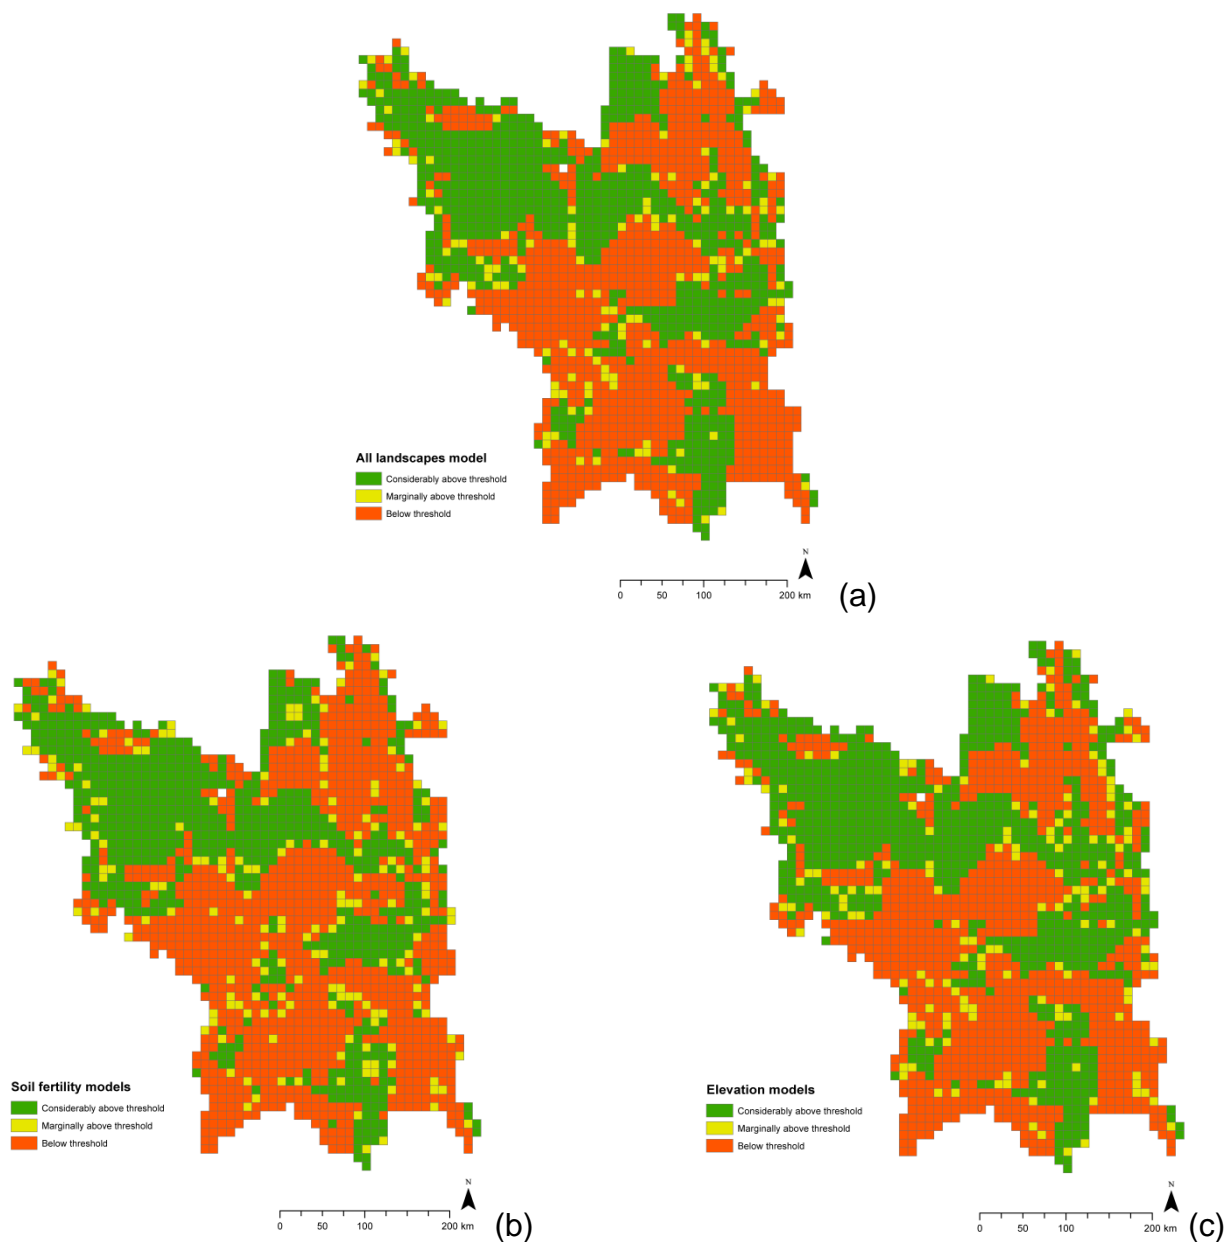 All landscapes model
Considerably above threshold
Marginally above threshold
Below threshold
N
0 50 100 200 km
(a)
Soil fertility models
Considerably above threshold
Marginally above threshold
Below threshold
N
0 50 100 200 km
(b)
Elevation models
Considerably above threshold
Marginally above threshold
Below threshold
N
0 50 100 200 km
(c)